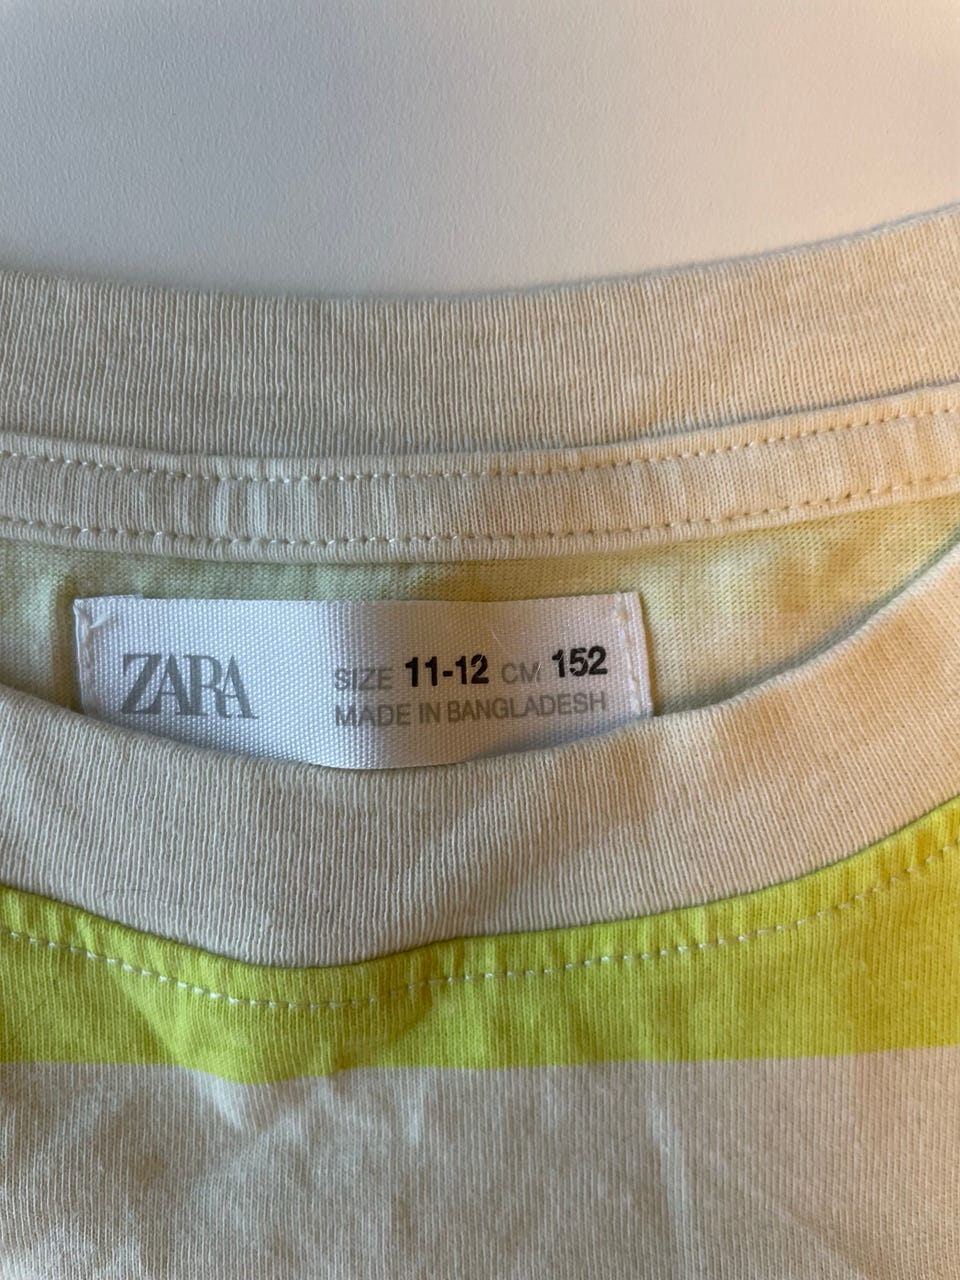 ZARA
SIZE 11-12 CM 152
MADE IN BANGLADESH